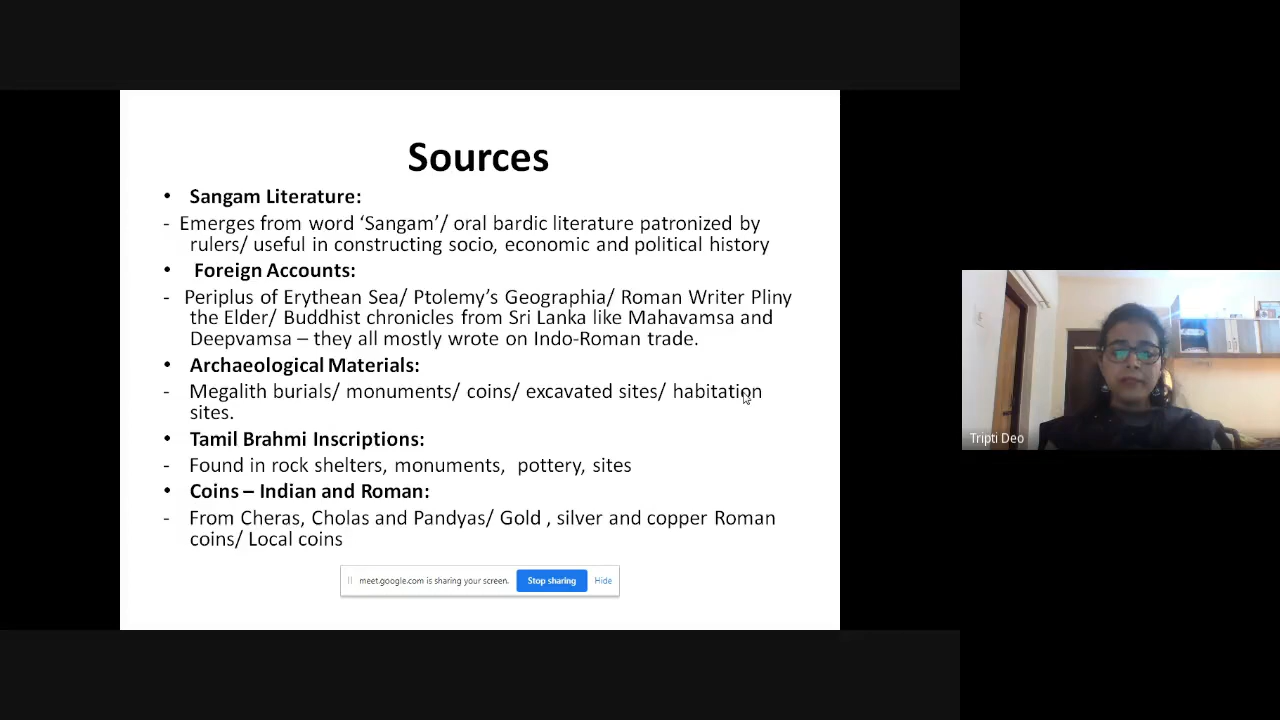 Sources
• Sangam Literature:
- Emerges from word ‘Sangam’/ oral bardic literature patronized by
rulers/ useful in constructing socio, economic and political history
• Foreign Accounts:
- Periplus of Erythean Sea/ Ptolemy’s Geographia/ Roman Writer Pliny
the Elder/ Buddhist chronicles from Sri Lanka like Mahavamsa and
Deepvamsa – they all mostly wrote on Indo-Roman trade.
• Archaeological Materials:
- Megalith burials/ monuments/ coins/ excavated sites/ habitation
sites.
• Tamil Brahmi Inscriptions:
- Found in rock shelters, monuments, pottery, sites
• Coins – Indian and Roman:
- From Cheras, Cholas and Pandyas/ Gold , silver and copper Roman
coins/ Local coins
meet.google.com is sharing your screen. Stop sharing Hide
Tripti Deo